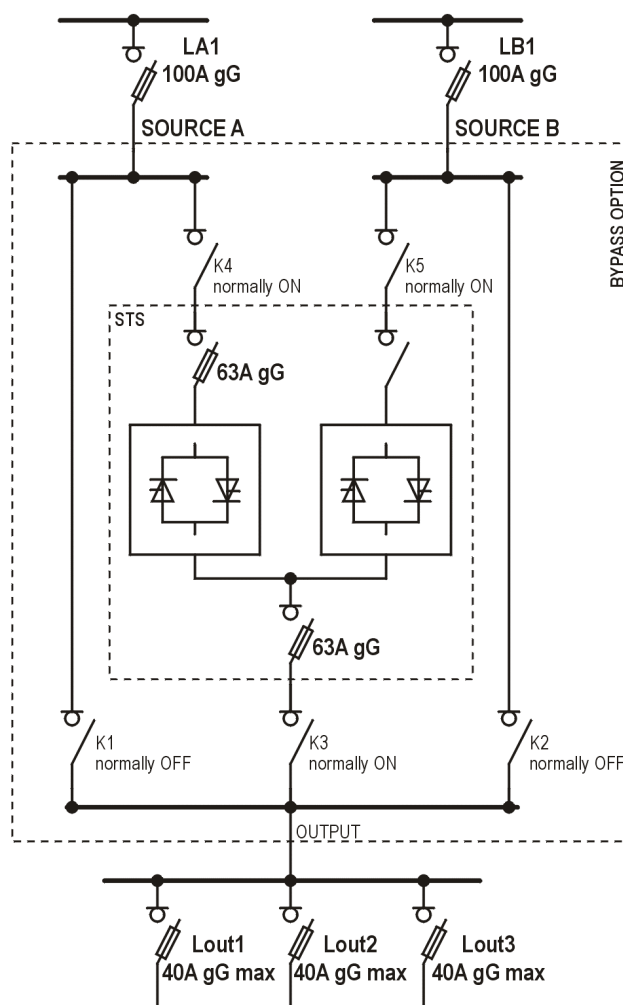 LA1
100A gG
LB1
100A gG
SOURCE A
SOURCE B
BYPASS OPTION
K4
normally ON
K5
normally ON
STS
63A gG
63A gG
K1
normally OFF
K3
normally ON
K2
normally OFF
OUTPUT
Lout1
40A gG max
Lout2
40A gG max
Lout3
40A gG max